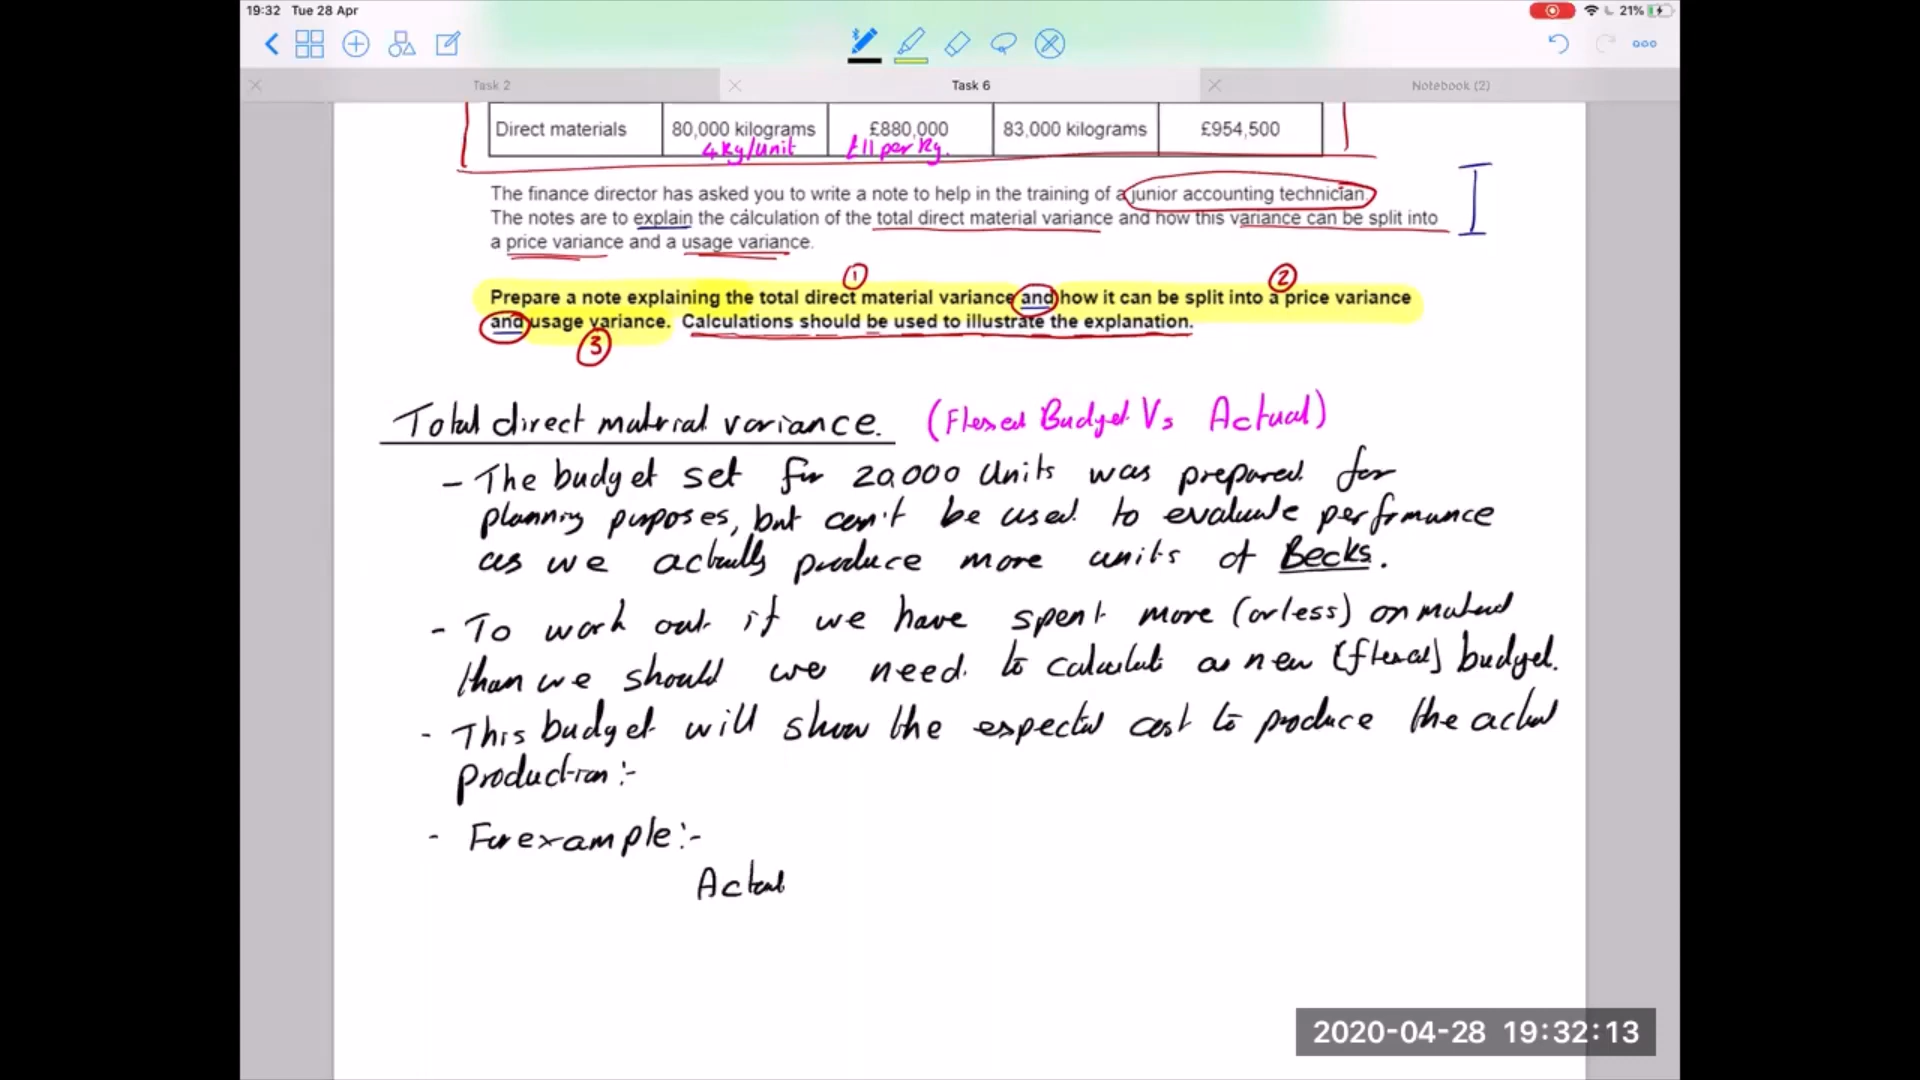 19:32 Tue 28 Apr
21%
Task 2
Task 6
Notebook (2)
Direct materials 80,000 kilograms £880,000 83,000 kilograms £954,500
4kg/unit £11 per kg.
The finance director has asked you to write a note to help in the training of a junior accounting technician.
The notes are to explain the calculation of the total direct material variance and how this variance can be split into
a price variance and a usage variance.
1 2
Prepare a note explaining the total direct material variance and how it can be split into a price variance
and usage variance. Calculations should be used to illustrate the explanation.
3
Total direct material variance. (Flexed Budget Vs Actual)
- The budget set for 20,000 units was prepared for
planning purposes, but can't be used to evaluate performance
as we actually produce more units of Becks.
- To work out if we have spent more (or less) on material
than we should we need to calculate a new (flexed) budget.
- This budget will show the expected cost to produce the actual
production:-
- For example:-
Actual
2020-04-28 19:32:13